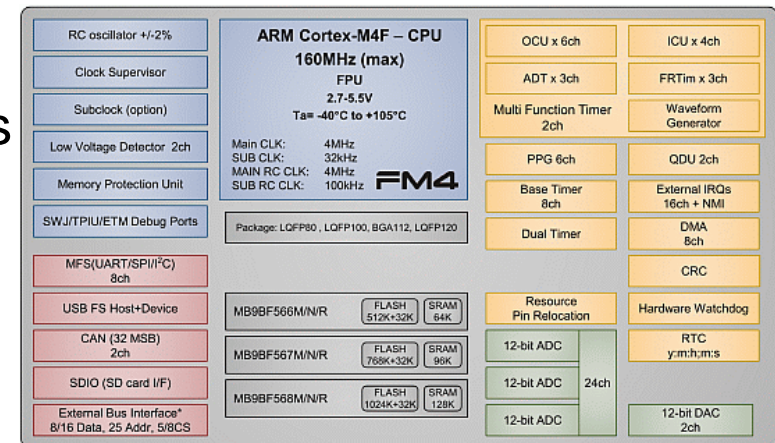 s
RC oscillator +/-2%
Clock Supervisor
Subclock (option)
Low Voltage Detector 2ch
Memory Protection Unit
SWJ/TPIU/ETM Debug Ports
MFS(UART/SPI/I²C)
8ch
USB FS Host+Device
CAN (32 MSB)
2ch
SDIO (SD card I/F)
External Bus Interface*
8/16 Data, 25 Addr, 5/8CS
ARM Cortex-M4F – CPU
160MHz (max)
FPU
2.7-5.5V
Ta= -40°C to +105°C
Main CLK: 4MHz
SUB CLK: 32kHz
MAIN RC CLK: 4MHz
SUB RC CLK: 100kHz
FM4
Package: LQFP80 , LQFP100, BGA112, LQFP120
MB9BF566M/N/R FLASH 512K+32K SRAM 64K
MB9BF567M/N/R FLASH 768K+32K SRAM 96K
MB9BF568M/N/R FLASH 1024K+32K SRAM 128K
OCU x 6ch
ICU x 4ch
ADT x 3ch
FRTim x 3ch
Multi Function Timer
2ch
Waveform
Generator
PPG 6ch
QDU 2ch
Base Timer
8ch
External IRQs
16ch + NMI
Dual Timer
DMA
8ch
CRC
Resource
Pin Relocation
Hardware Watchdog
12-bit ADC
12-bit ADC
12-bit ADC
24ch
RTC
y:m:h;m:s
12-bit DAC
2ch